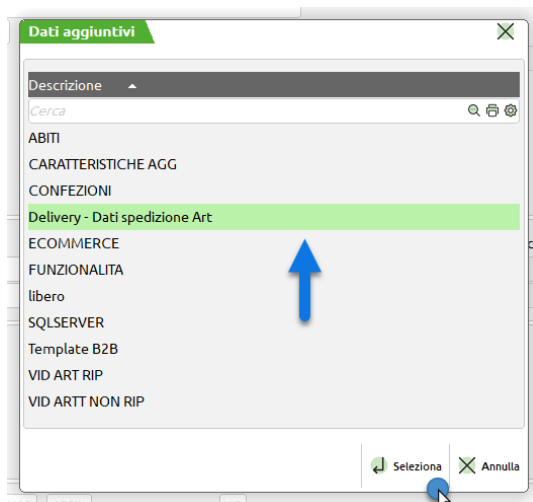 Dati aggiuntivi
Descrizione
Cerca
ABITI
CARATTERISTICHE AGG
CONFEZIONI
Delivery - Dati spedizione Art
ECOMMERCE
FUNZIONALITA
libero
SQLSERVER
Template B2B
VID ART RIP
VID ARTT NON RIP
Seleziona Annulla